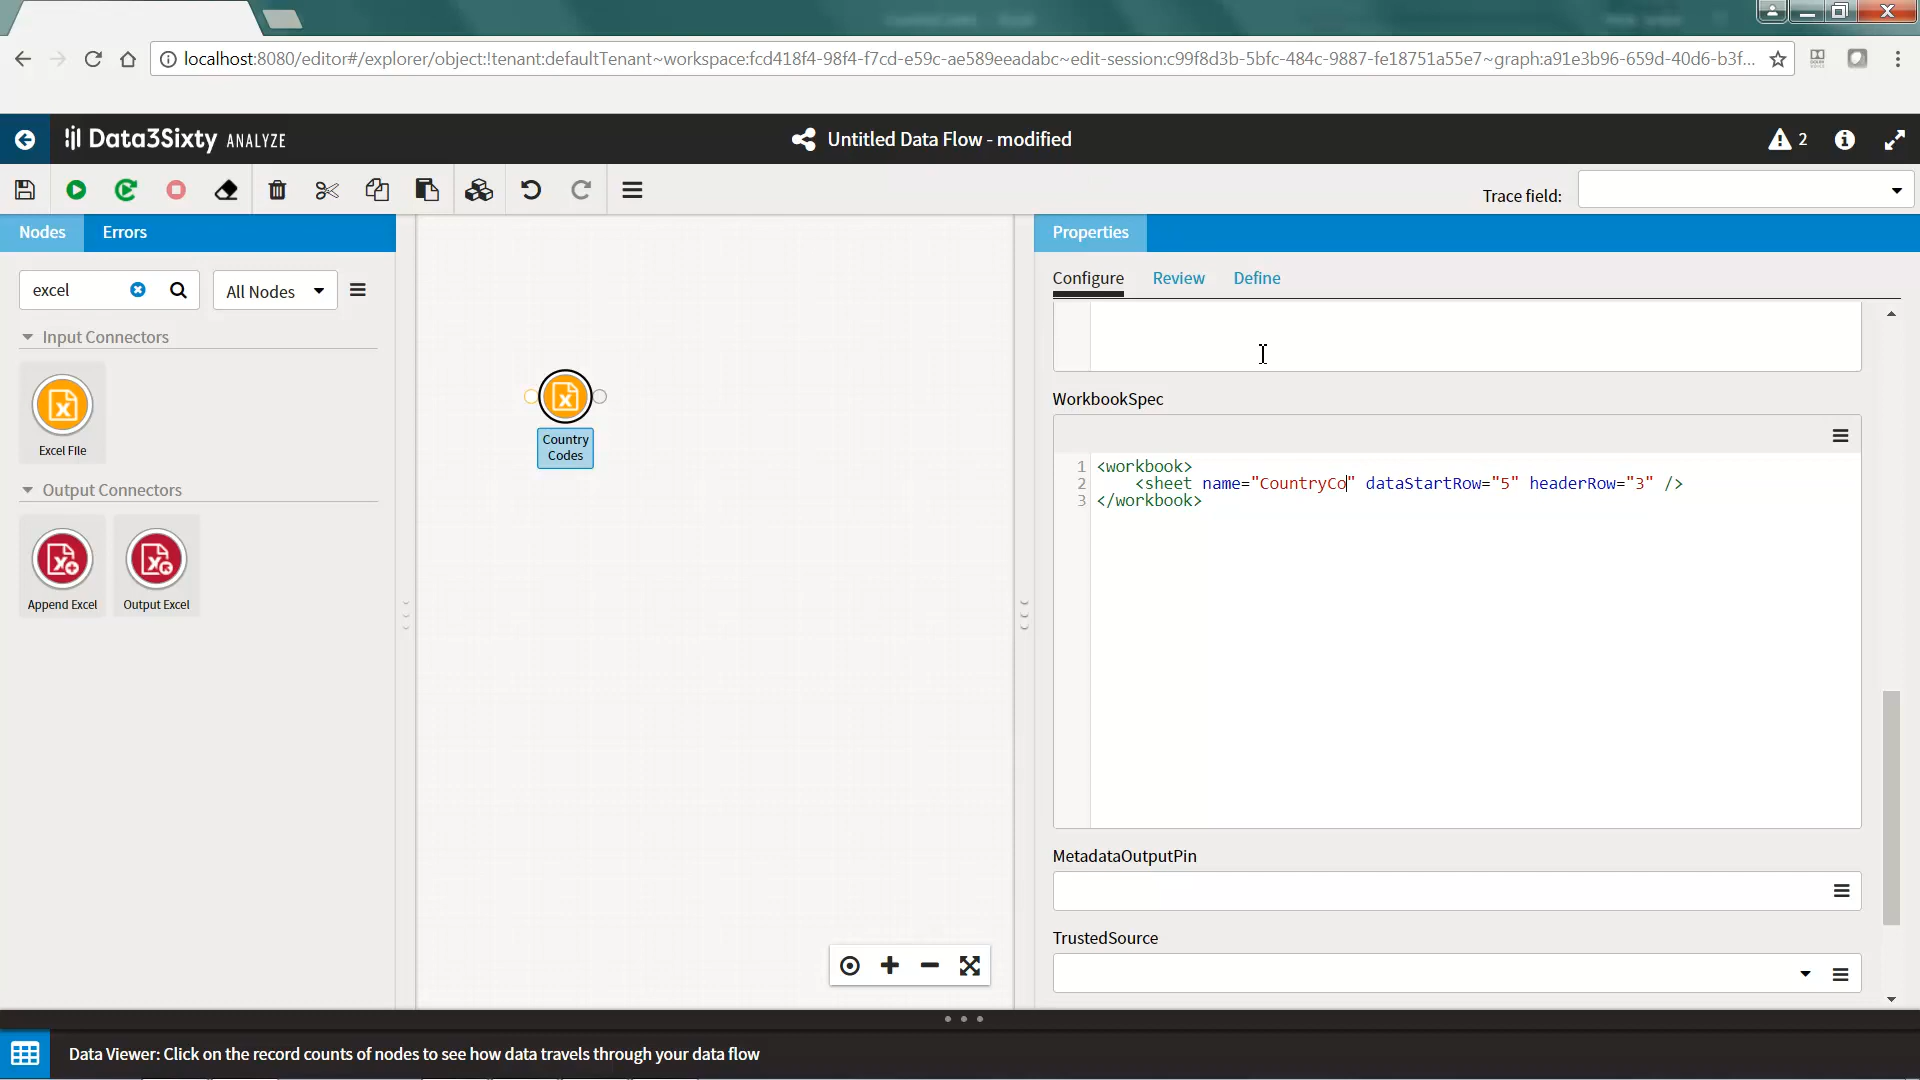 localhost:8080/editor#/explorer/object:!tenant:defaultTenant~workspace:fcd418f4-98f4-f7cd-e59c-ae589eeadabc~edit-session:c99f8d3b-5bfc-484c-9887-fe18751a55e7~graph:a91e3b96-659d-40d6-b3f...
Data3Sixty ANALYZE
Untitled Data Flow - modified
2
Trace field:
Nodes
Errors
Properties
excel
All Nodes
Configure
Review
Define
Input Connectors
Excel File
Output Connectors
Append Excel
Output Excel
Country
Codes
WorkbookSpec
1 <workbook>
2 <sheet name="CountryCo" dataStartRow="5" headerRow="3" />
3 </workbook>
MetadataOutputPin
TrustedSource
Data Viewer: Click on the record counts of nodes to see how data travels through your data flow